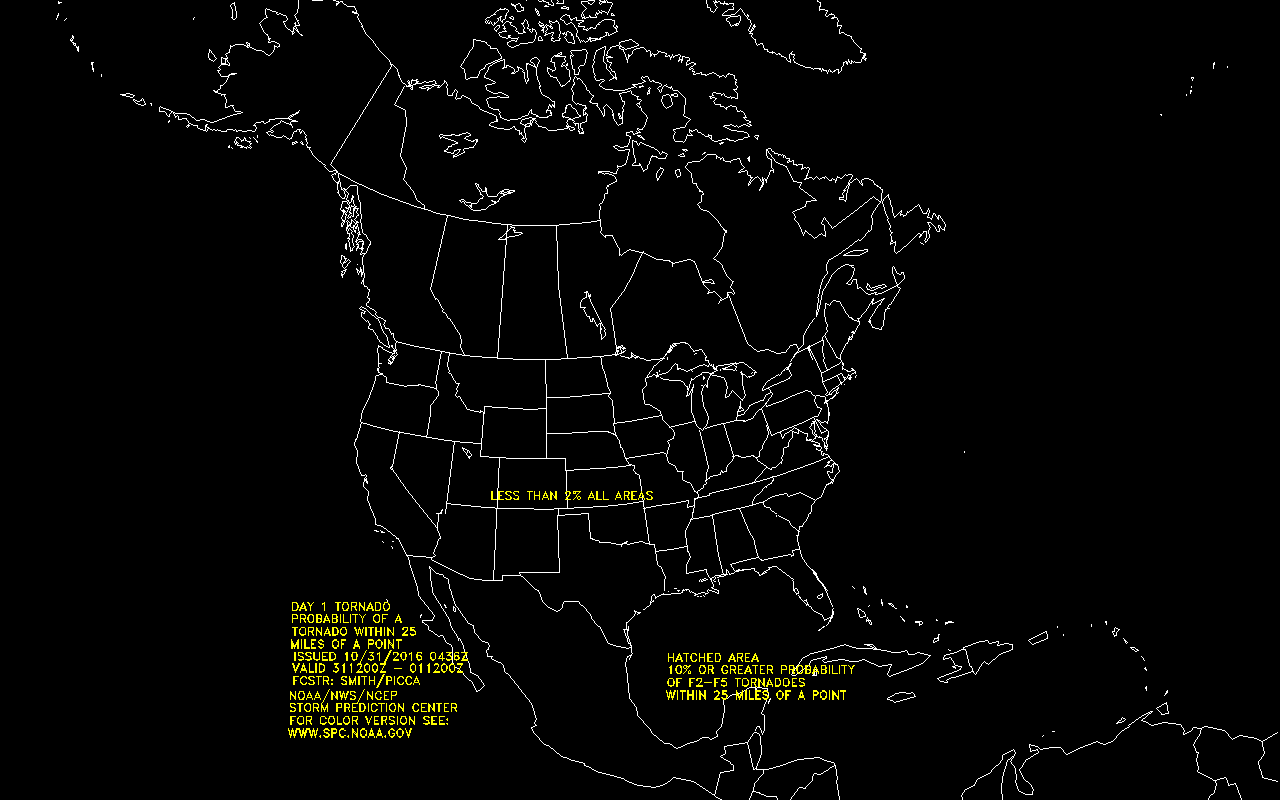 LESS THAN 2% ALL AREAS
DAY 1 TORNADO
PROBABILITY OF A
TORNADO WITHIN 25
MILES OF A POINT
ISSUED 10/31/2016 0436Z
VALID 311200Z - 011200Z
FCSTR: SMITH/PICCA
NOAA/NWS/NCEP
STORM PREDICTION CENTER
FOR COLOR VERSION SEE:
WWW.SPC.NOAA.GOV
HATCHED AREA
10% OR GREATER PROBABILITY
OF F2-F5 TORNADOES
WITHIN 25 MILES OF A POINT